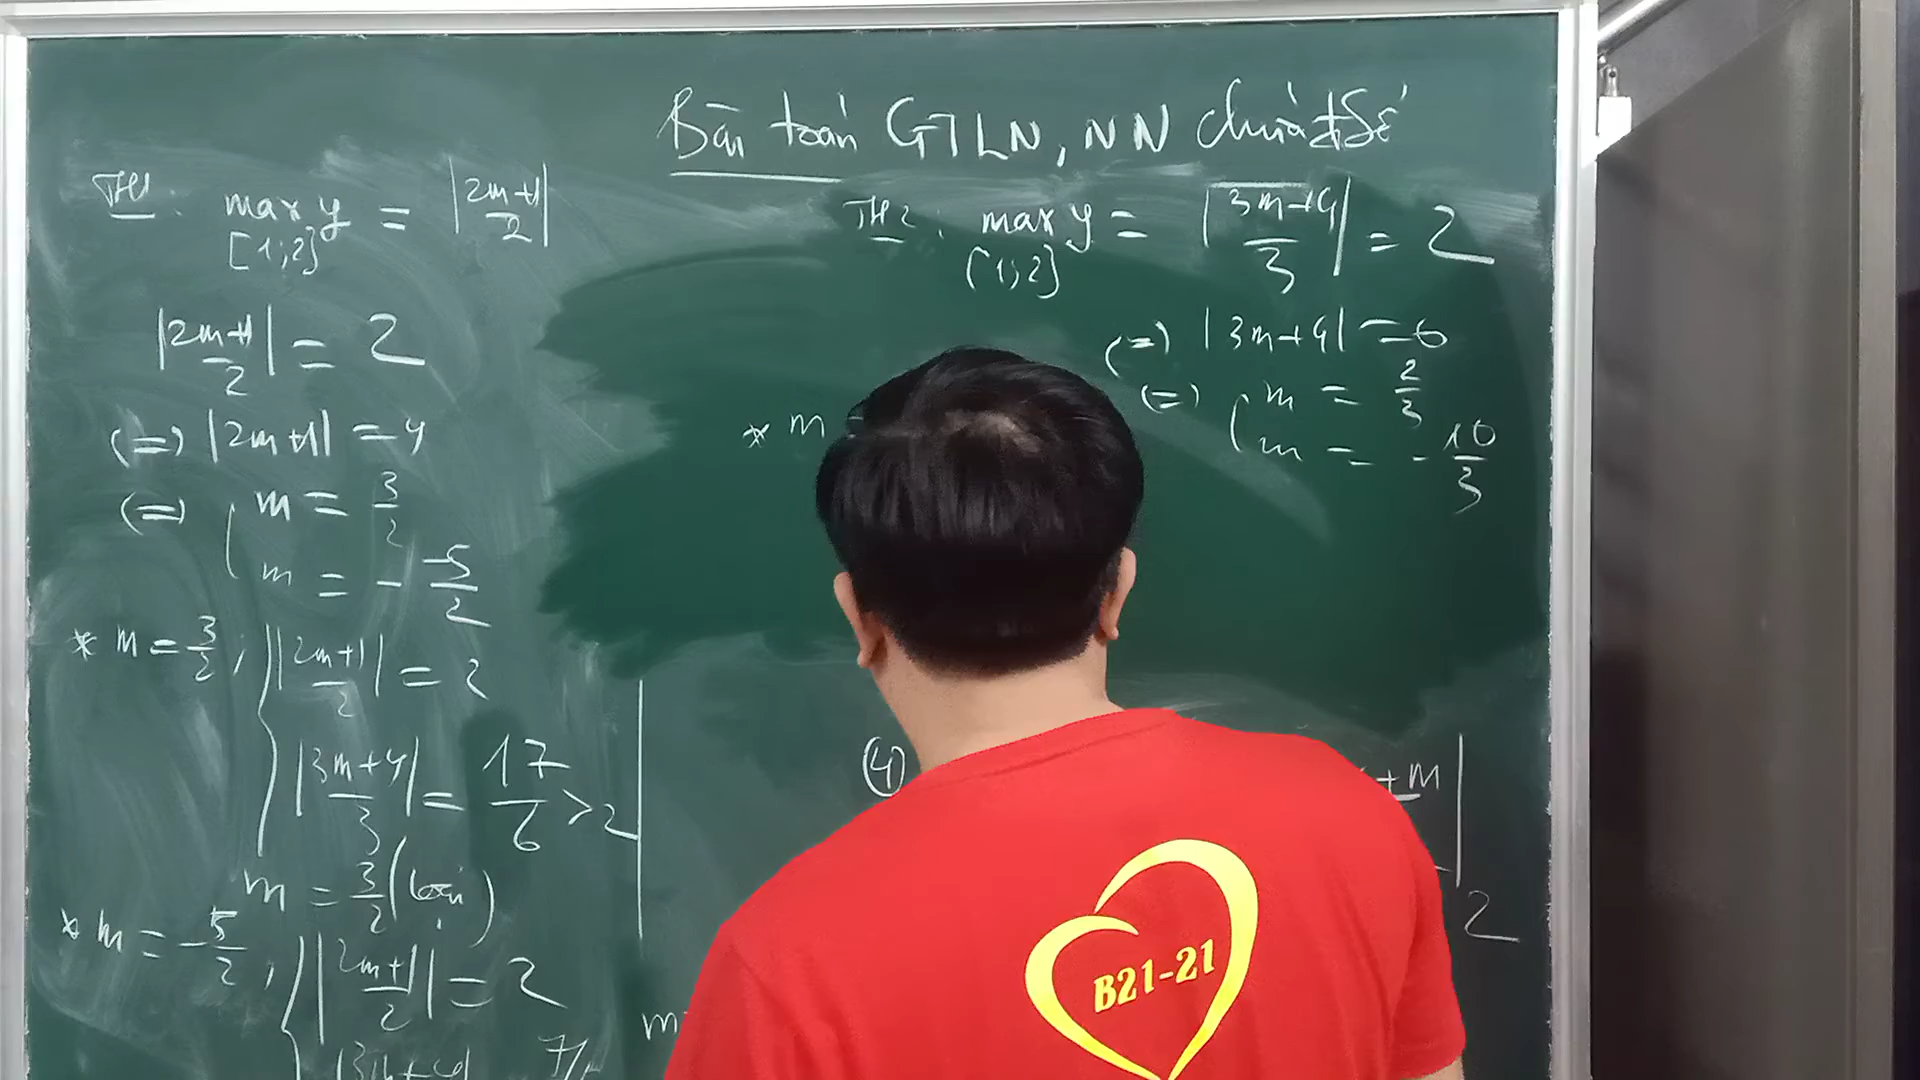 Bài toán GTLN, NN chứa t/Số
TH1: max y = |2m+1 / 2|
[1;2]
|2m+1 / 2| = 2
(=) |2m+1| = 4
(=) [ m = 3/2
m = - -5/2
* m = 3/2, { |2m+1 / 2| = 2
|3m+4 / 3| = 17/6 > 2
m = 3/2 (loại)
* m = -5/2, { |2m+1 / 2| = 2
|3m+4|
TH2: max y = |3m+4 / 3| = 2
[1;2]
(=) |3m+4| = 6
(=) [ m = 2/3
m = - 10/3
* m =
(4)
+ m |
2
m
B21-21